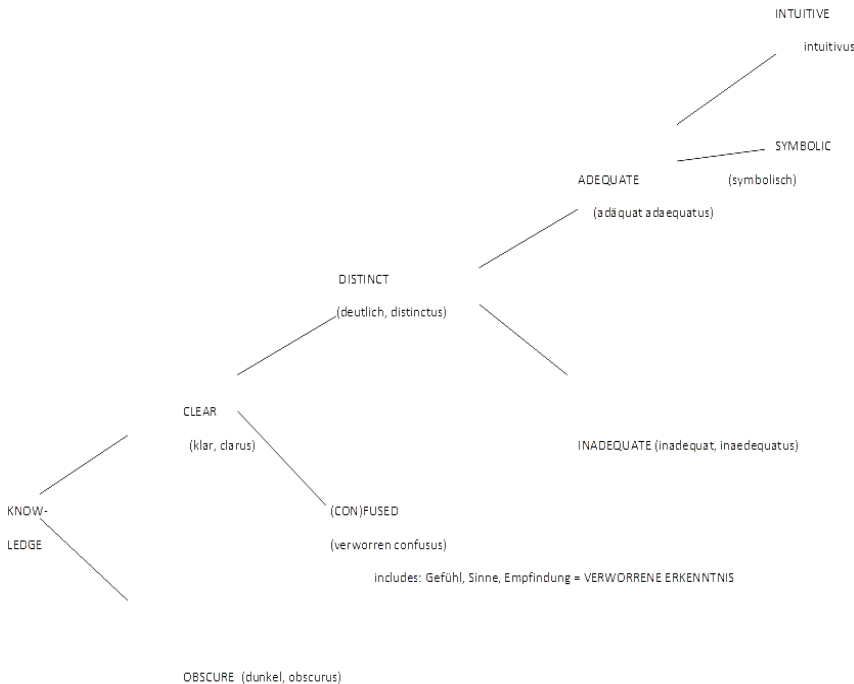 INTUITIVE
intuitivus
SYMBOLIC
ADEQUATE (symbolisch)
(adäquat adaequatus)
DISTINCT
(deutlich, distinctus)
CLEAR
(klar, clarus)
INADEQUATE (inadequat, inaedequatus)
KNOW- (CON)FUSED
LEDGE (verworren confusus)
includes: Gefühl, Sinne, Empfindung = VERWORRENE ERKENNTNIS
OBSCURE (dunkel, obscurus)